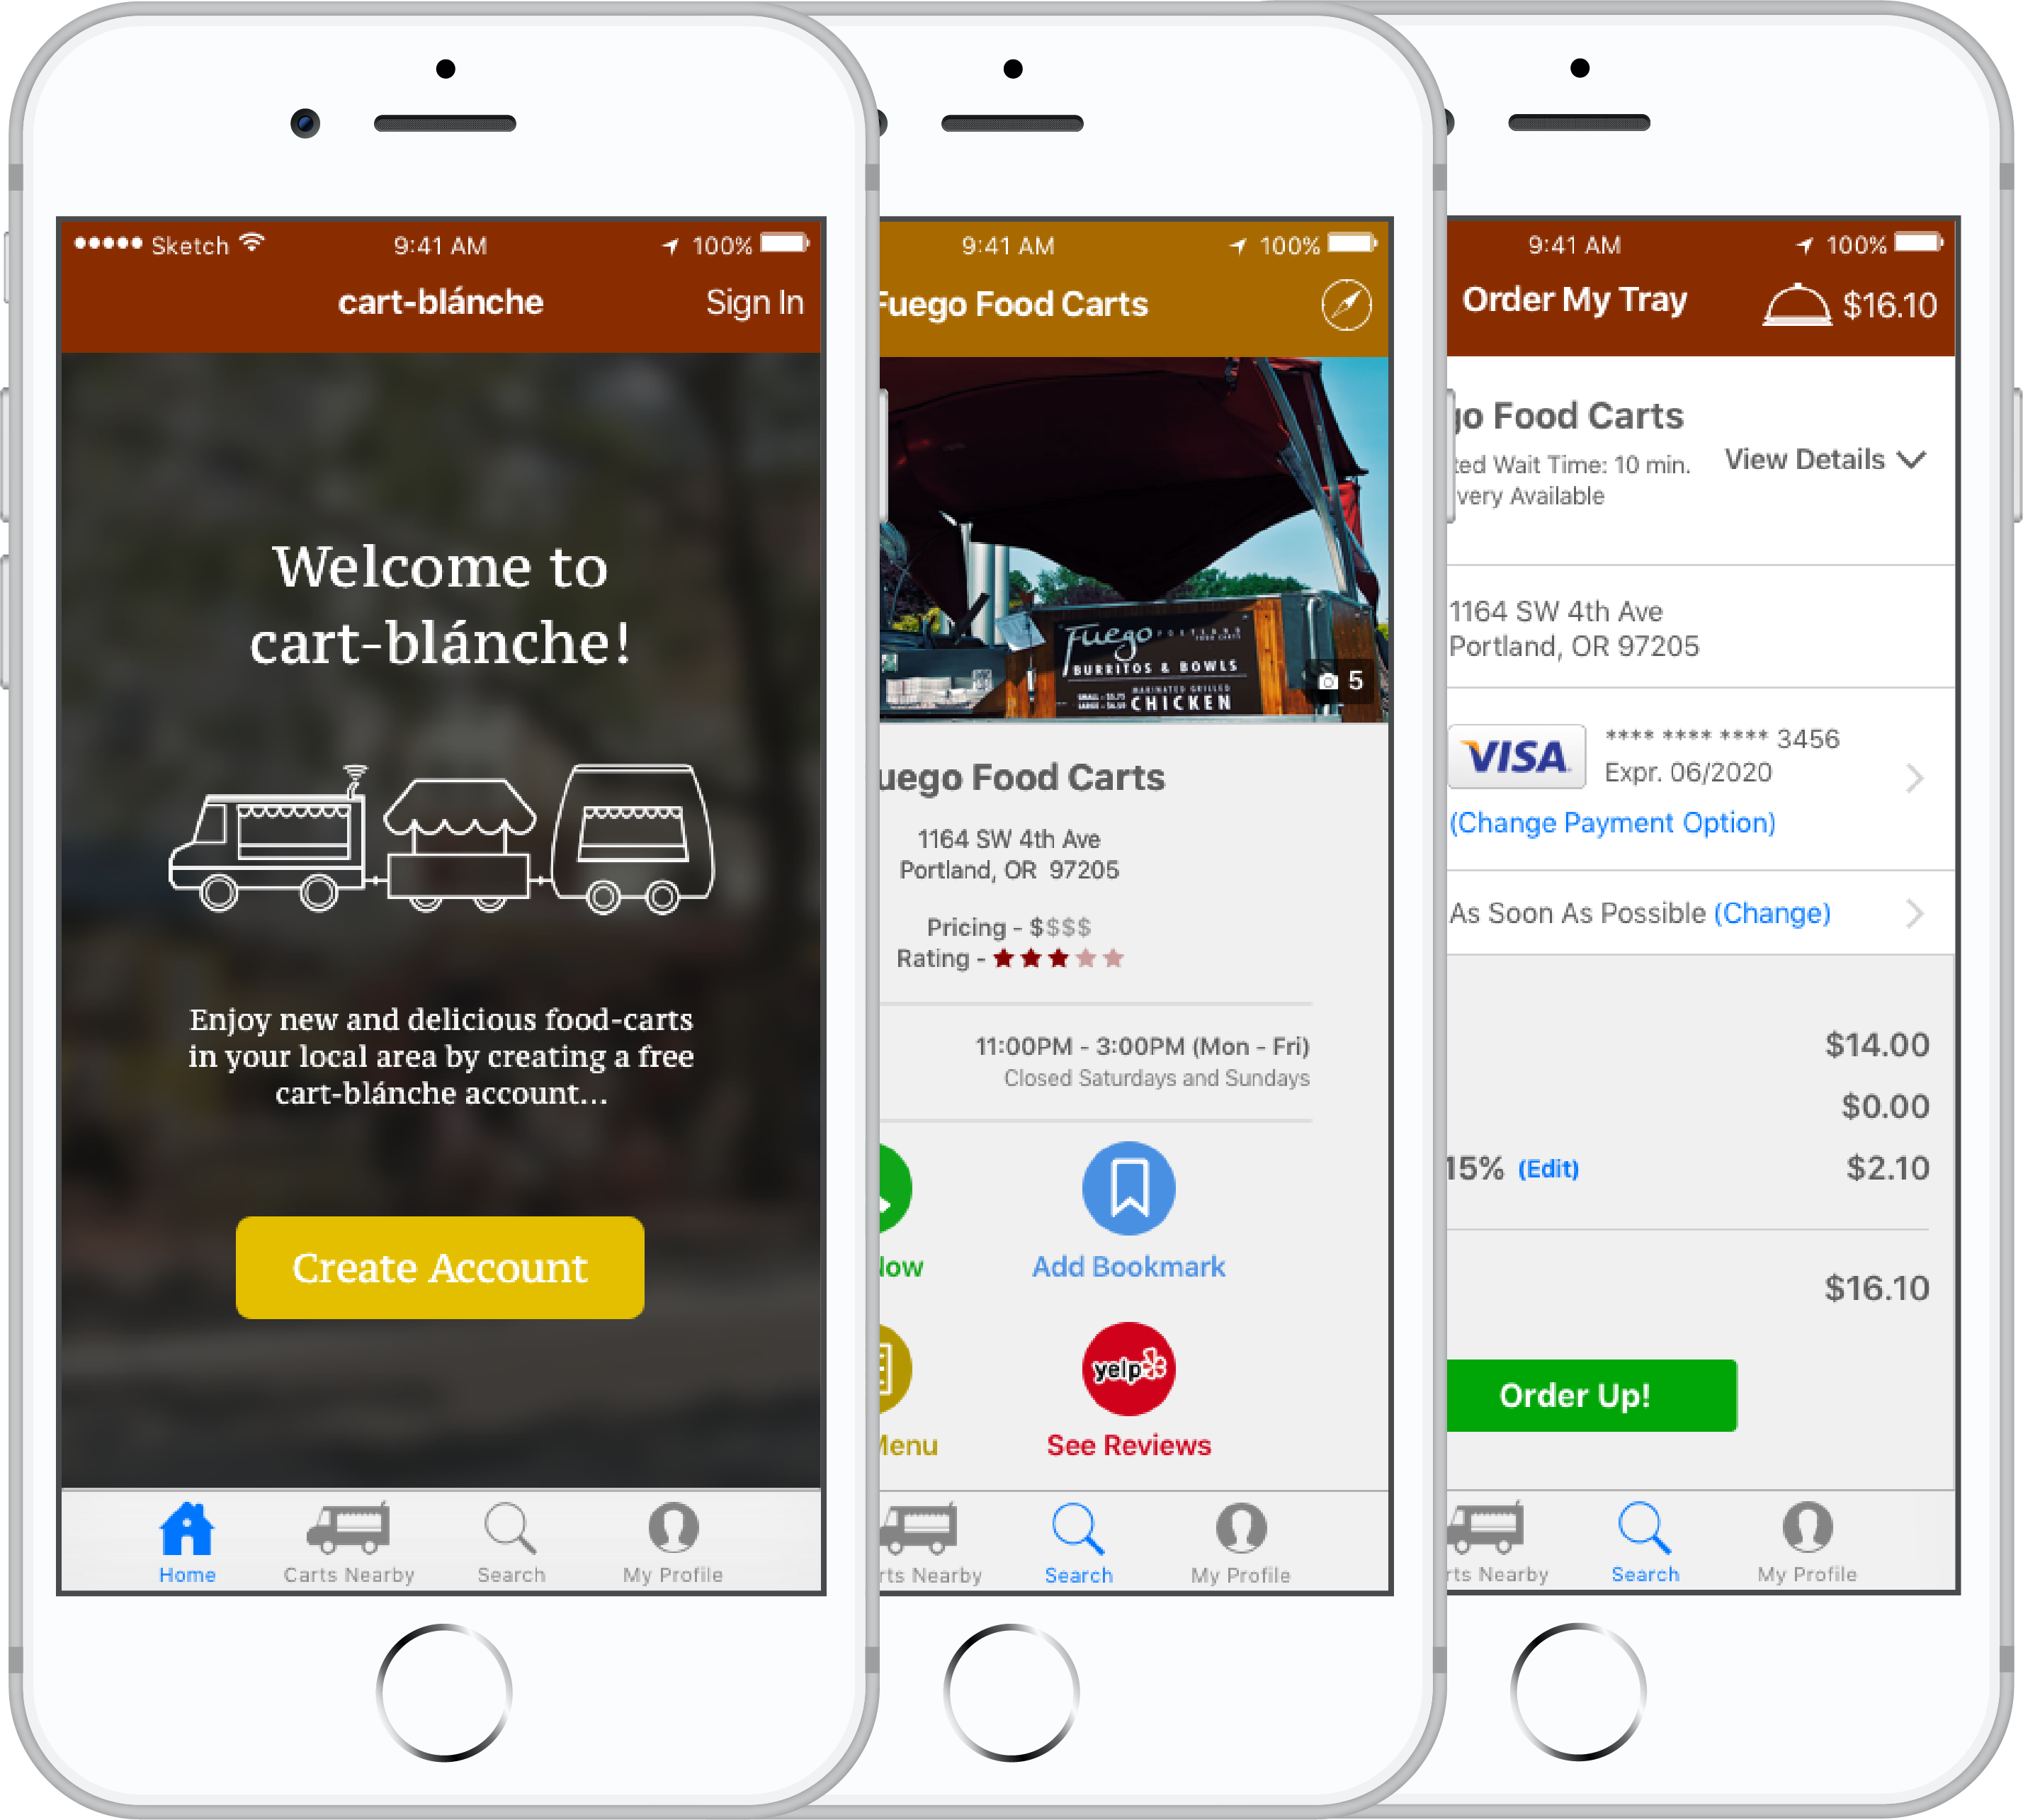 Sketch 9:41 AM 100%
cart-blánche Sign In
Welcome to
cart-blánche!
Enjoy new and delicious food-carts
in your local area by creating a free
cart-blánche account...
Create Account
Home Carts Nearby Search My Profile
9:41 AM 100%
Fuego Food Carts
Fuego PORTLAND
FOOD CARTS
BURRITOS & BOWLS
MARINATED GRILLED
CHICKEN
5
uego Food Carts
1164 SW 4th Ave
Portland, OR 97205
Pricing - $$$$
Rating -
11:00PM - 3:00PM (Mon - Fri)
Closed Saturdays and Sundays
Now
Add Bookmark
yelp
Menu
See Reviews
rts Nearby Search My Profile
9:41 AM 100%
Order My Tray $16.10
go Food Carts
ted Wait Time: 10 min. View Details
very Available
1164 SW 4th Ave
Portland, OR 97205
VISA **** **** **** 3456
Expr. 06/2020
(Change Payment Option)
As Soon As Possible (Change)
$14.00
$0.00
15% (Edit) $2.10
$16.10
Order Up!
rts Nearby Search My Profile